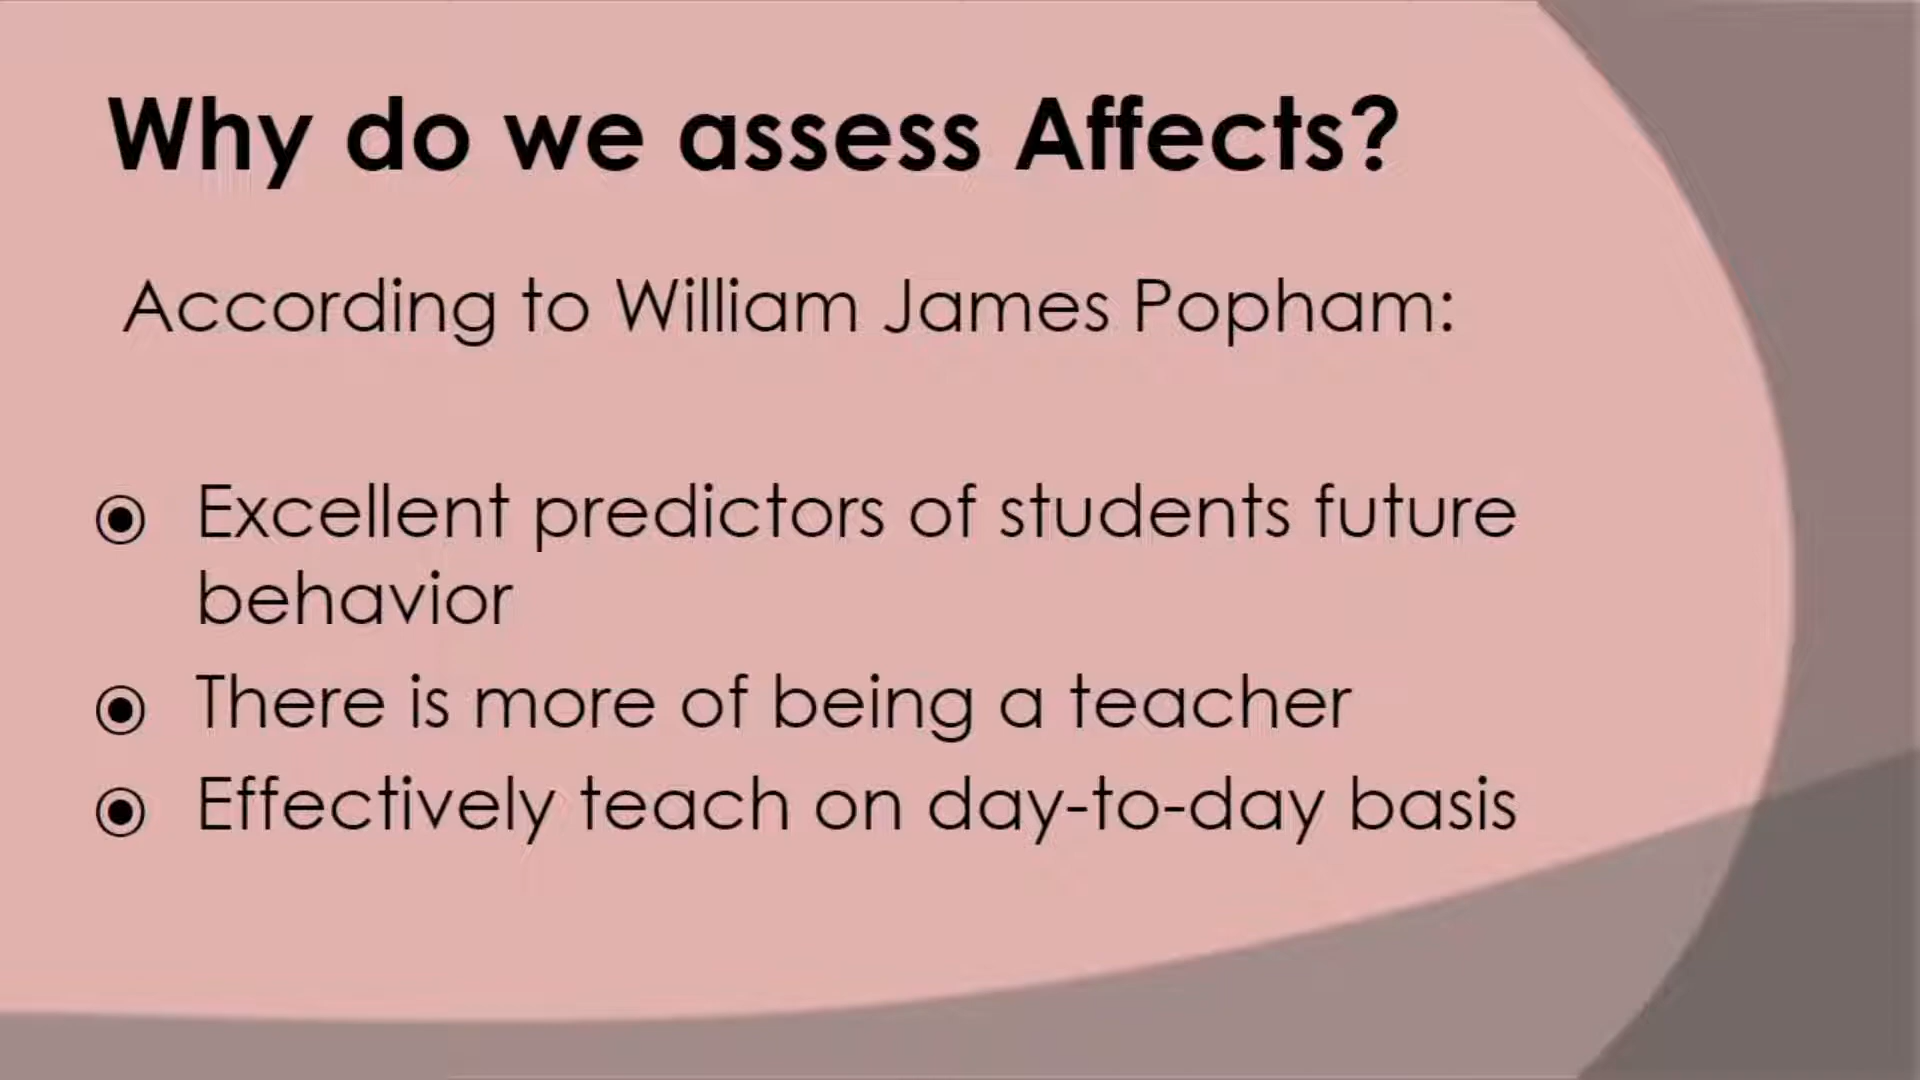 Why do we assess Affects?
According to William James Popham:
Excellent predictors of students future
behavior
There is more of being a teacher
Effectively teach on day-to-day basis